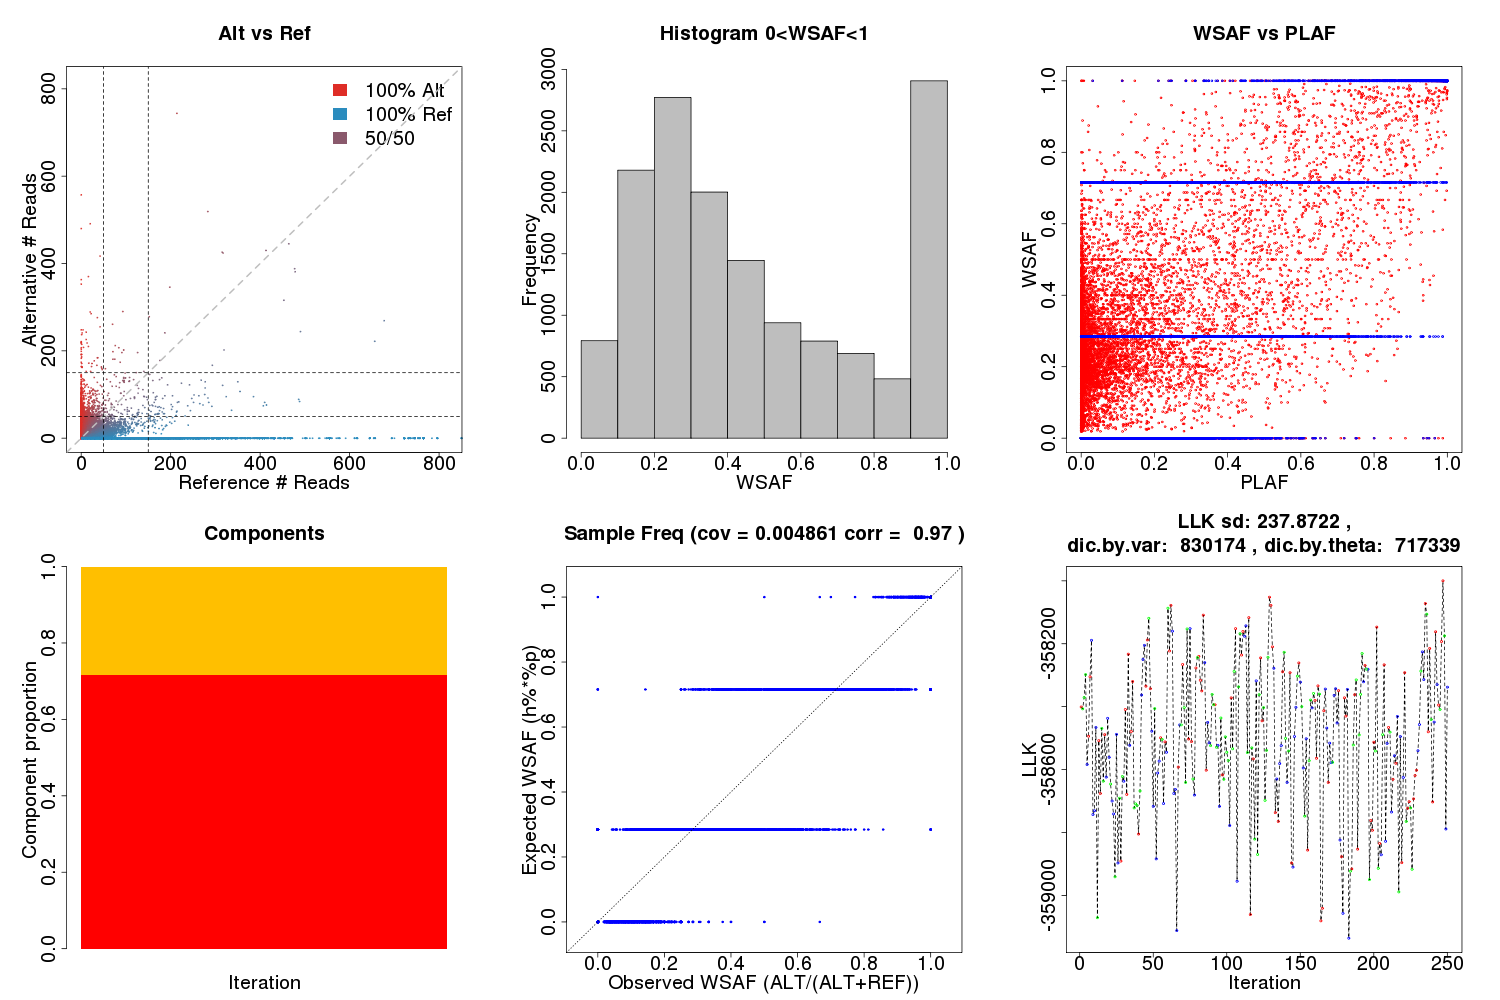 Alt vs Ref
800
600
400
200
0
Alternative # Reads
100% Alt
100% Ref
50/50
0 200 400 600 800
Reference # Reads
Histogram 0<WSAF<1
3000
2500
2000
1500
1000
500
0
Frequency
0.0 0.2 0.4 0.6 0.8 1.0
WSAF
WSAF vs PLAF
1.0
0.8
0.6
0.4
0.2
0.0
WSAF
0.0 0.2 0.4 0.6 0.8 1.0
PLAF
Components
1.0
0.8
0.6
0.4
0.2
0.0
Component proportion
Iteration
Sample Freq (cov = 0.004861 corr = 0.97 )
1.0
0.8
0.6
0.4
0.2
0.0
Expected WSAF (h%*%p)
0.0 0.2 0.4 0.6 0.8 1.0
Observed WSAF (ALT/(ALT+REF))
LLK sd: 237.8722 ,
dic.by.var: 830174 , dic.by.theta: 717339
-358200
-358600
-359000
LLK
0 50 100 150 200 250
Iteration